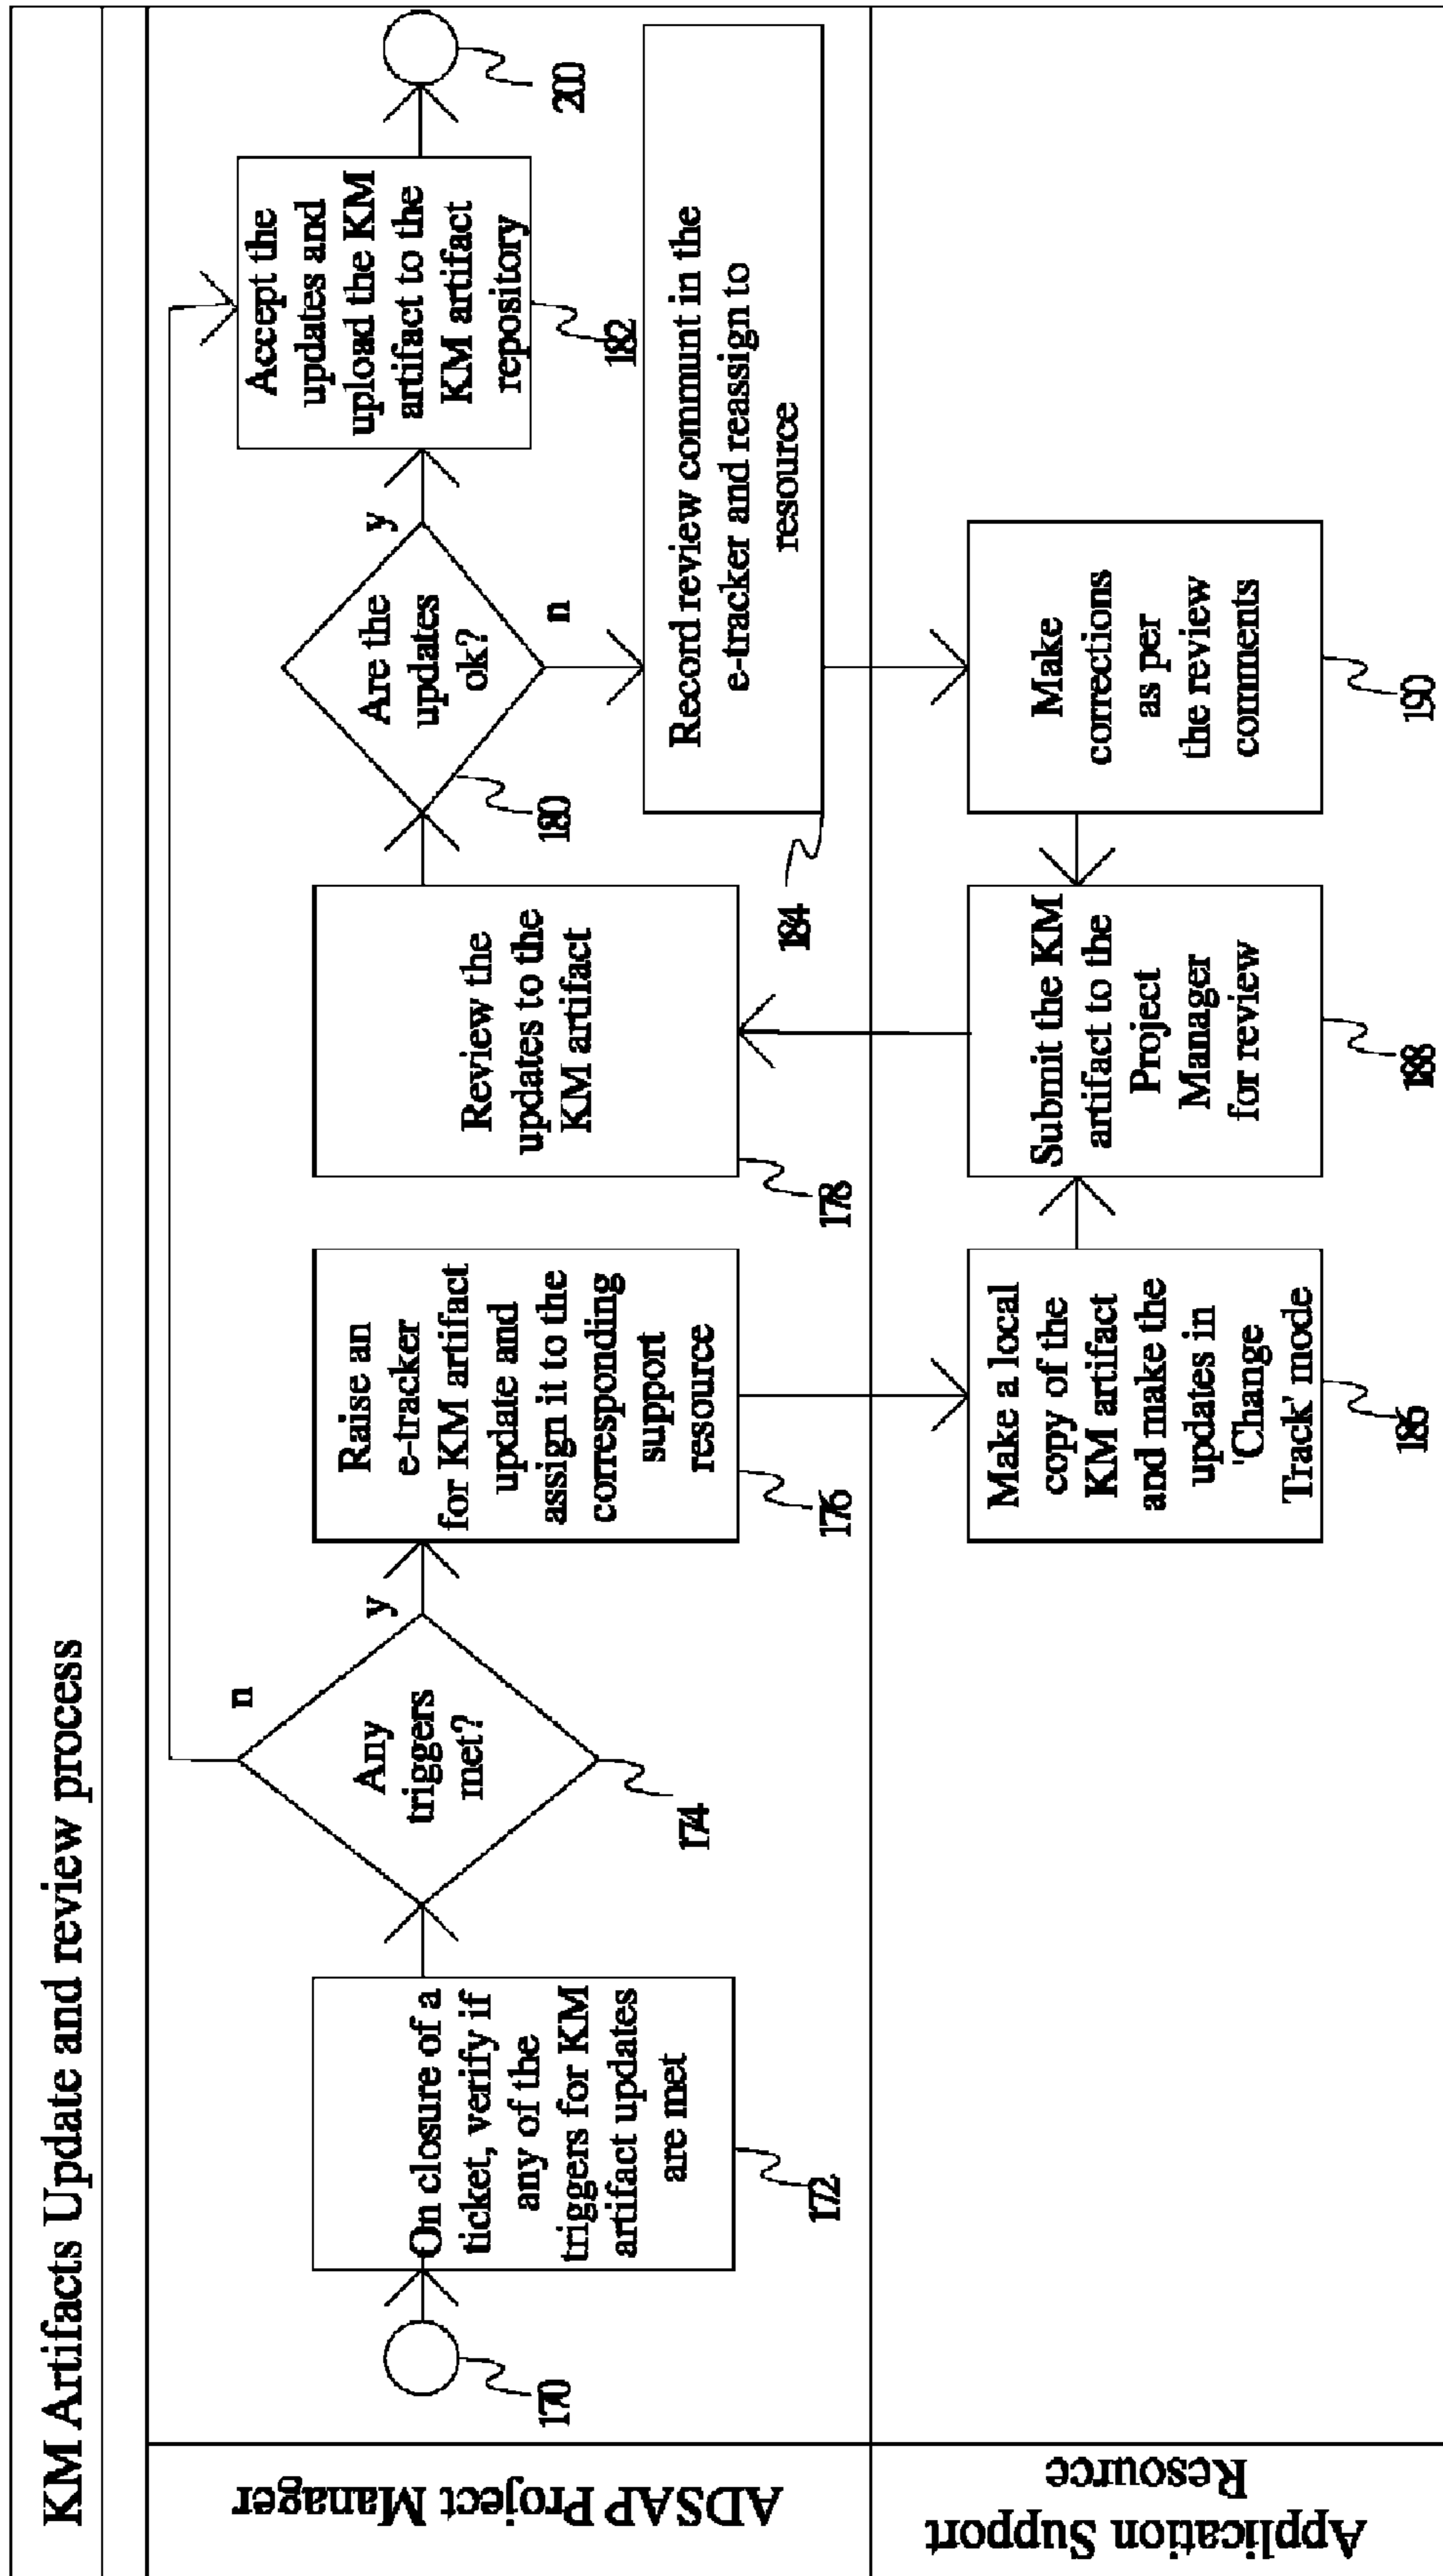 KM Artifacts Update and review process
ADSAP Project Manager
170
On closure of a
ticket, verify if
any of the
triggers for KM
artifact updates
are met
172
Any
triggers
met?
n
y
174
Raise an
e-tracker
for KM artifact
update and
assign it to the
corresponding
support
resource
176
Review the
updates to the
KM artifact
178
Are the
updates
ok?
y
n
180
Accept the
updates and
upload the KM
artifact to the
KM artifact
repository
182
200
Record review communt in the
e-tracker and reassign to
resource
184
Application Support
Resource
Make a local
copy of the
KM artifact
and make the
updates in
'Change
Track' mode
186
Submit the KM
artifact to the
Project
Manager
for review
188
Make
corrections
as per
the review
comments
190